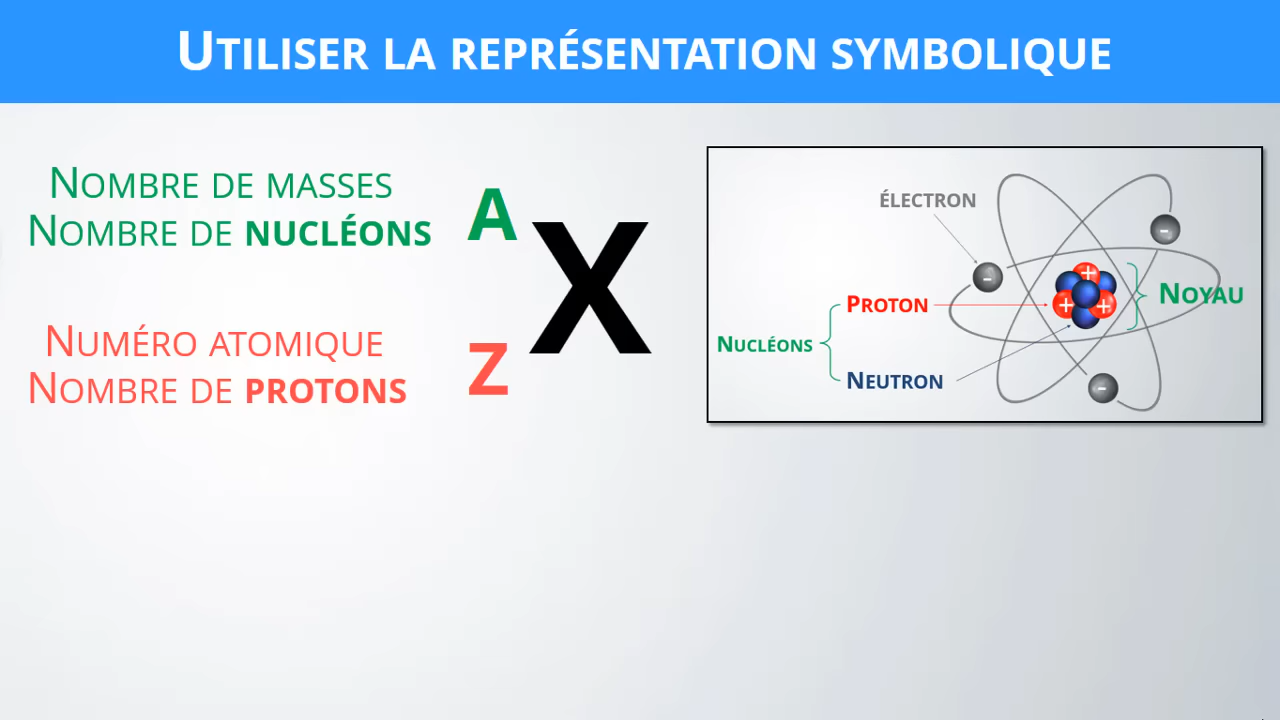 UTILISER LA REPRÉSENTATION SYMBOLIQUE
NOMBRE DE MASSES
NOMBRE DE NUCLÉONS
A
X
NUMÉRO ATOMIQUE
NOMBRE DE PROTONS
Z
ÉLECTRON
-
-
+
NOYAU
PROTON
+
+
NUCLÉONS
NEUTRON
-